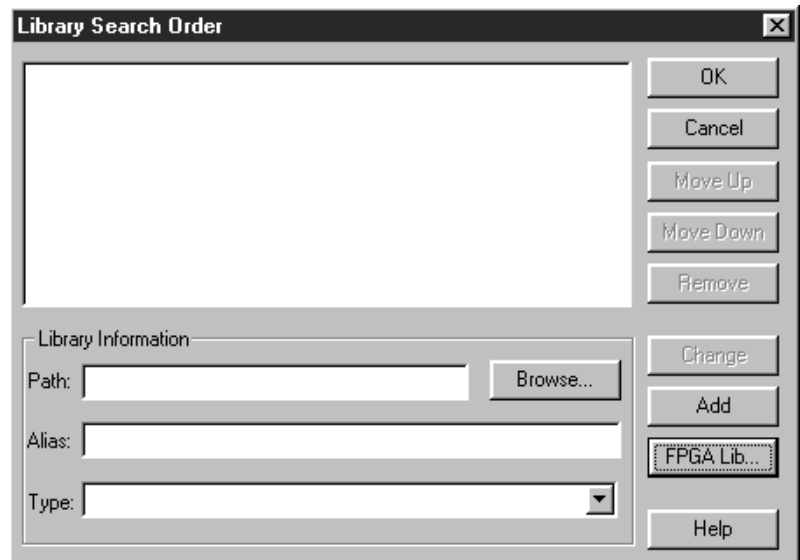 Library Search Order
OK
Cancel
Move Up
Move Down
Remove
Library Information
Path:
Browse...
Alias:
Type:
Change
Add
FPGA Lib...
Help